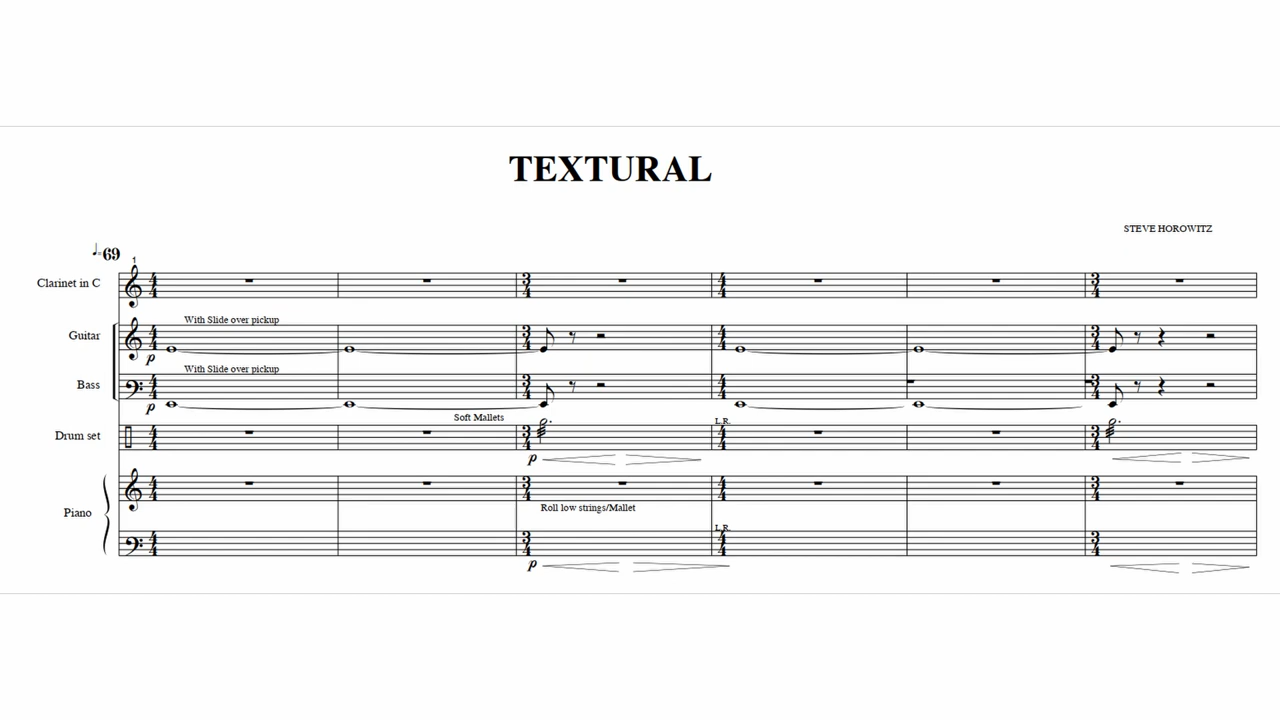 TEXTURAL
STEVE HOROWITZ
♩=69
1
Clarinet in C
With Slide over pickup
Guitar
p
With Slide over pickup
Bass
p
Soft Mallets
L.R.
Drum set
p
Roll low strings/Mallet
Piano
L.R.
p